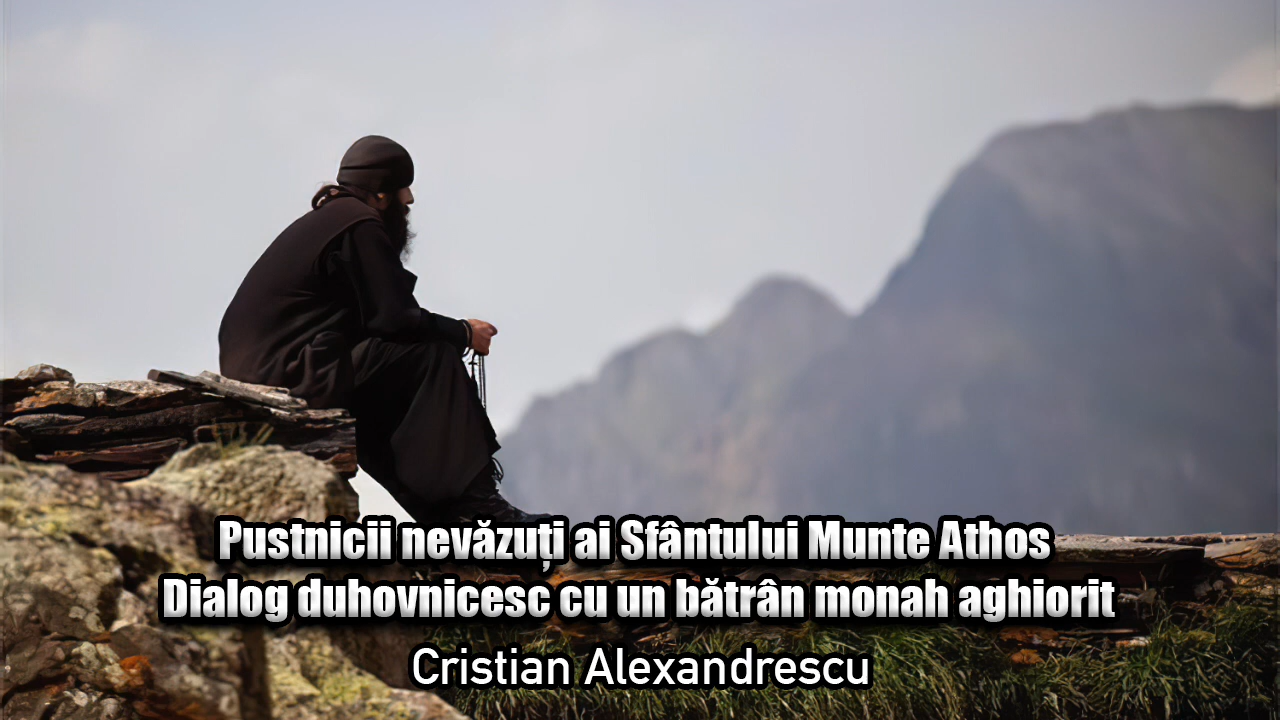 Pustnicii nevăzuți ai Sfântului Munte Athos
Dialog duhovnicesc cu un bătrân monah aghiorit
Cristian Alexandrescu